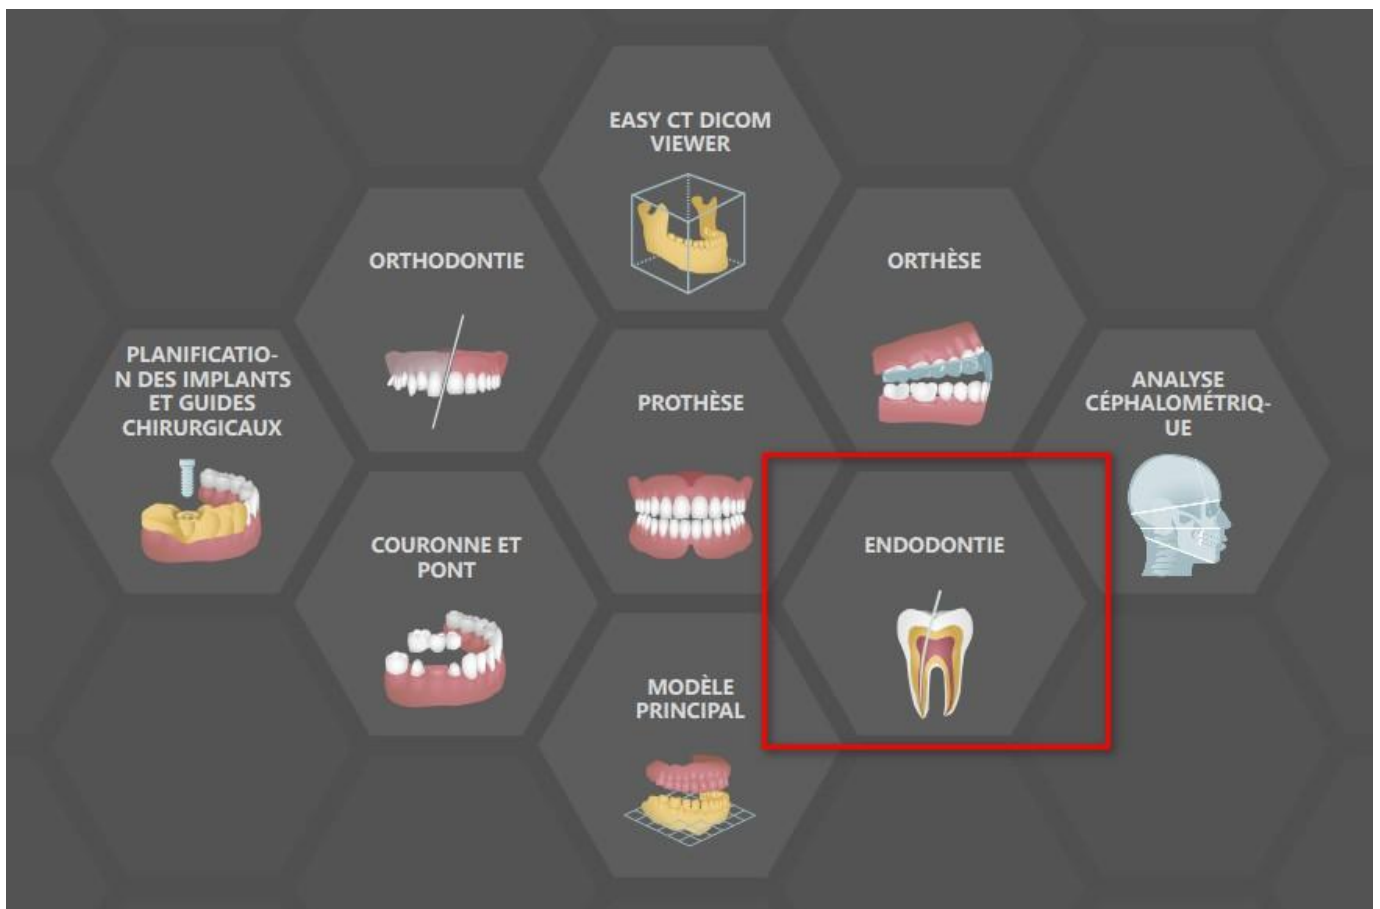 EASY CT DICOM
VIEWER
ORTHODONTIE
ORTHÈSE
PLANIFICATIO-
N DES IMPLANTS
ET GUIDES
CHIRURGICAUX
PROTHÈSE
ANALYSE
CÉPHALOMÉTRIQ-
UE
COURONNE ET
PONT
ENDODONTIE
MODÈLE
PRINCIPAL